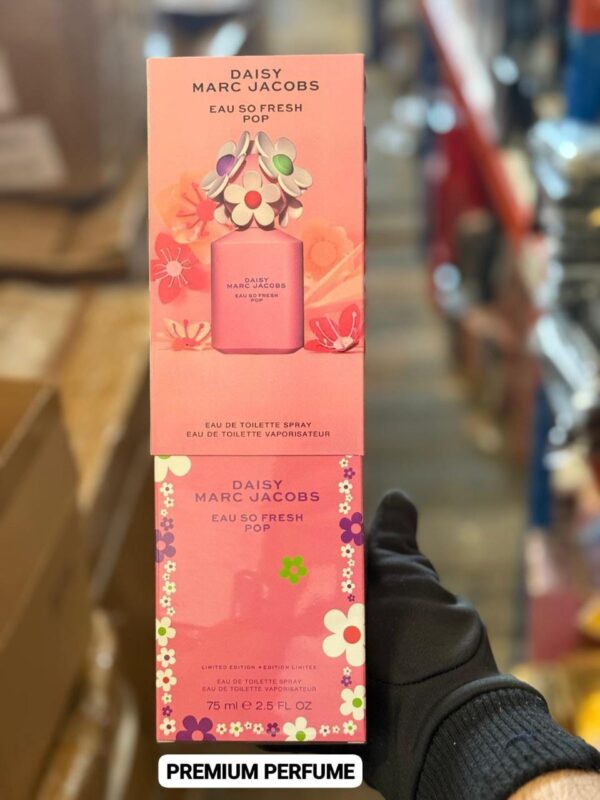 DAISY
MARC JACOBS
EAU SO FRESH
POP
DAISY
MARC JACOBS
EAU SO FRESH
POP
EAU DE TOILETTE SPRAY
EAU DE TOILETTE VAPORISATEUR
DAISY
MARC JACOBS
EAU SO FRESH
POP
LIMITED EDITION • EDITION LIMITÉE
EAU DE TOILETTE SPRAY
EAU DE TOILETTE VAPORISATEUR
75 ml ℮ 2.5 FL OZ
PREMIUM PERFUME